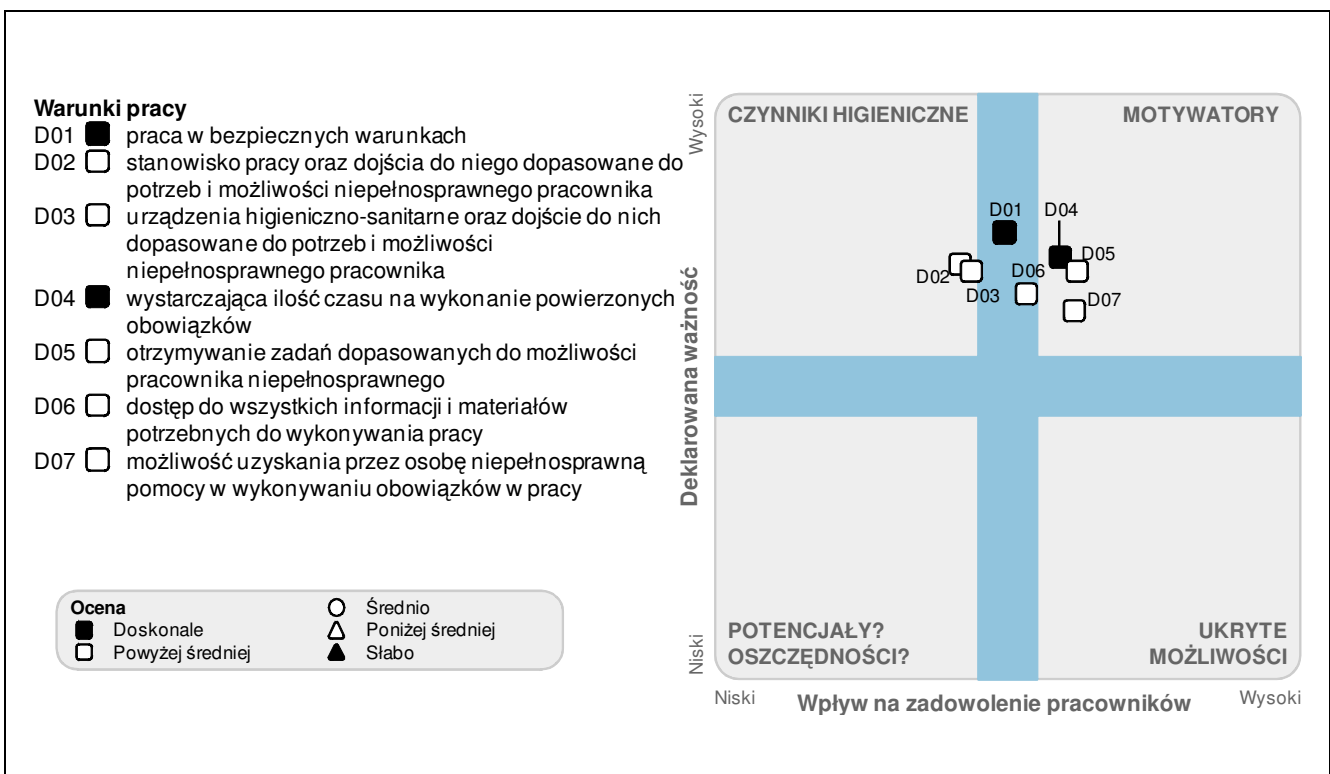 Warunki pracy
D01 praca w bezpiecznych warunkach
D02 stanowisko pracy oraz dojścia do niego dopasowane do
potrzeb i możliwości niepełnosprawnego pracownika
D03 urządzenia higieniczno-sanitarne oraz dojście do nich
dopasowane do potrzeb i możliwości
niepełnosprawnego pracownika
D04 wystarczająca ilość czasu na wykonanie powierzonych
obowiązków
D05 otrzymywanie zadań dopasowanych do możliwości
pracownika niepełnosprawnego
D06 dostęp do wszystkich informacji i materiałów
potrzebnych do wykonywania pracy
D07 możliwość uzyskania przez osobę niepełnosprawną
pomocy w wykonywaniu obowiązków w pracy
Ocena
Doskonale
Powyżej średniej
Średnio
Poniżej średniej
Słabo
Wysoki
Deklarowana ważność
Niski
CZYNNIKI HIGIENICZNE
MOTYWATORY
D01
D04
D05
D02
D06
D03
D07
POTENCJAŁY?
OSZCZĘDNOŚCI?
UKRYTE
MOŻLIWOŚCI
Niski
Wpływ na zadowolenie pracowników
Wysoki